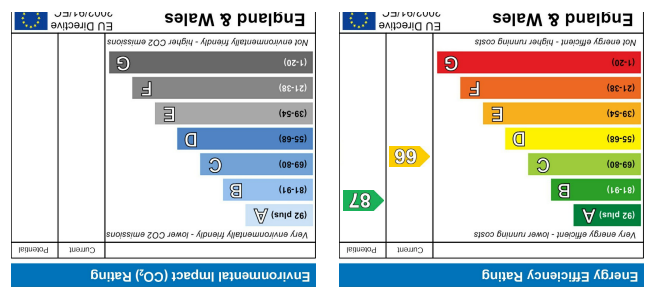 Energy Efficiency Rating
Current
Potential
Very energy efficient - lower running costs
(92 plus) A
(81-91) B
(69-80) C
(55-68) D
(39-54) E
(21-38) F
(1-20) G
Not energy efficient - higher running costs
66
87
England & Wales
EU Directive
2002/91/EC
Environmental Impact (CO₂) Rating
Current
Potential
Very environmentally friendly - lower CO2 emissions
(92 plus) A
(81-91) B
(69-80) C
(55-68) D
(39-54) E
(21-38) F
(1-20) G
Not environmentally friendly - higher CO2 emissions
England & Wales
EU Directive
2002/91/EC